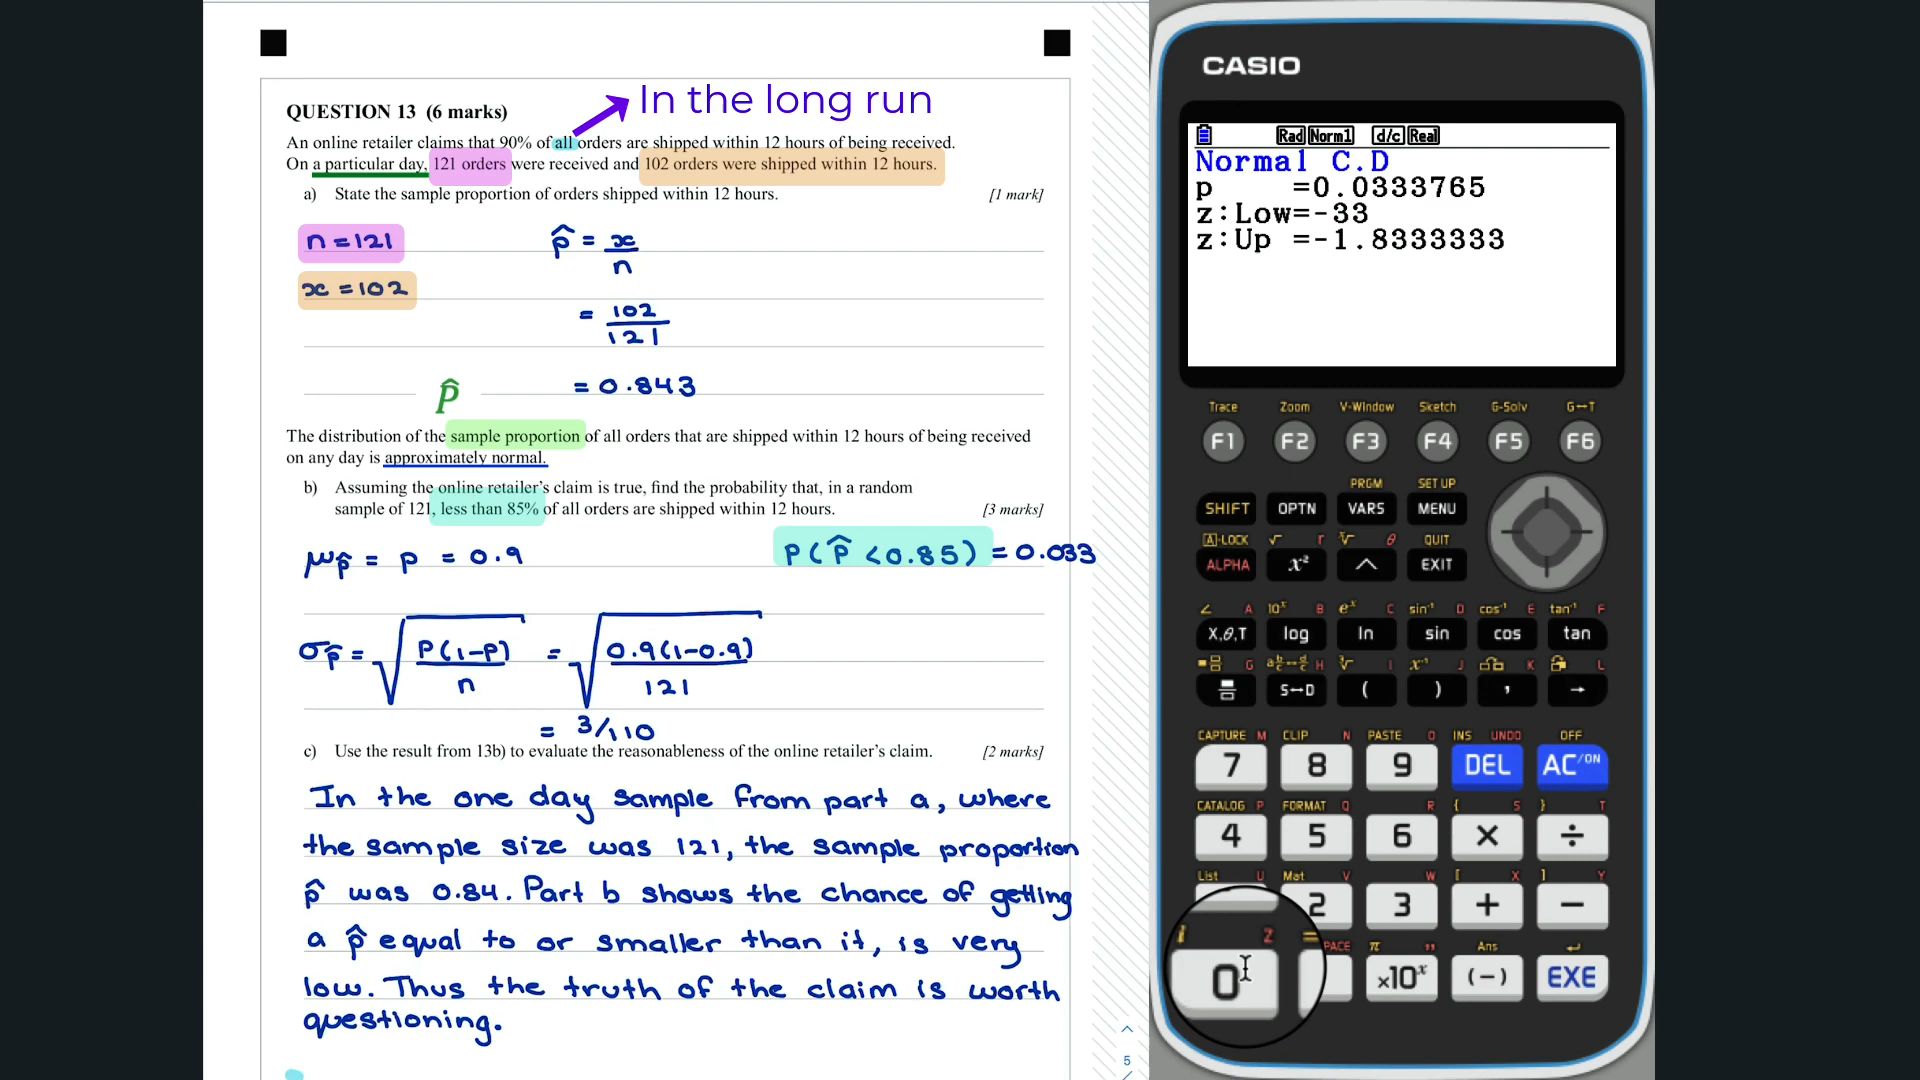 QUESTION 13 (6 marks)
In the long run
An online retailer claims that 90% of all orders are shipped within 12 hours of being received.
On a particular day, 121 orders were received and 102 orders were shipped within 12 hours.
a) State the sample proportion of orders shipped within 12 hours. [1 mark]
n = 121
p̂ = x/n
x = 102
= 102/121
= 0.843
p̂
The distribution of the sample proportion of all orders that are shipped within 12 hours of being received
on any day is approximately normal.
b) Assuming the online retailer's claim is true, find the probability that, in a random
sample of 121, less than 85% of all orders are shipped within 12 hours. [3 marks]
μp̂ = p = 0.9
P(p̂ < 0.85) = 0.033
σp̂ = √(P(1-P)/n) = √(0.9(1-0.9)/121)
= 3/110
c) Use the result from 13b) to evaluate the reasonableness of the online retailer's claim. [2 marks]
In the one day sample from part a, where
the sample size was 121, the sample proportion
p̂ was 0.84. Part b shows the chance of getting
a p̂ equal to or smaller than it, is very
low. Thus the truth of the claim is worth
questioning.
5
CASIO
Rad Norm1 d/c Real
Normal C.D
p =0.0333765
z:Low=-33
z:Up =-1.8333333
Trace Zoom V-Window Sketch G-Solv G↔T
F1 F2 F3 F4 F5 F6
PRGM SET UP
SHIFT OPTN VARS MENU
A-LOCK √ r ˣ√ θ QUIT
ALPHA x² ^ EXIT
∠ A 10ˣ B eˣ C sin⁻¹ D cos⁻¹ E tan⁻¹ F
X,θ,T log ln sin cos tan
G H ³√ I x⁻¹ J K L
S↔D ( ) , →
CAPTURE M CLIP N PASTE O INS UNDO OFF
7 8 9 DEL AC/ON
CATALOG P FORMAT Q R { S } T
4 5 6 × ÷
List U Mat V W [ X ] Y
2 3 + −
i Z = PACE π " Ans ↵
0 ×10ˣ (−) EXE